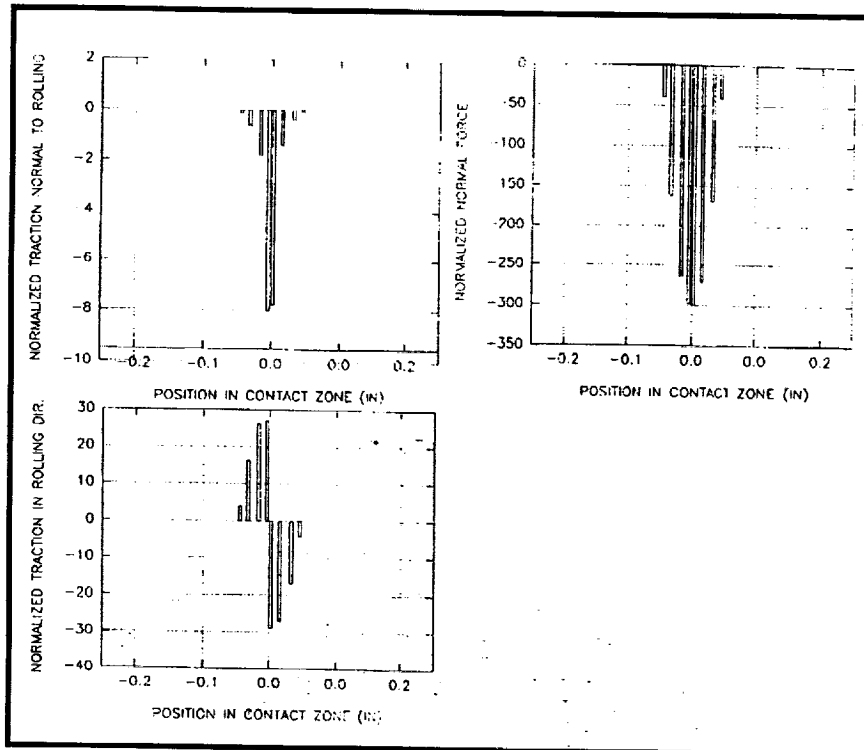 NORMALIZED TRACTION NORMAL TO ROLLING
2
0
−2
−4
−6
−8
−10
−0.2 −0.1 0.0 0.0 0.2
POSITION IN CONTACT ZONE (IN)
NORMALIZED NORMAL FORCE
0
−50
−100
−150
−200
−250
−300
−350
−0.2 −0.1 0.0 0.0 0.2
POSITION IN CONTACT ZONE (IN)
NORMALIZED TRACTION IN ROLLING DIR.
30
20
10
0
−10
−20
−30
−40
−0.2 −0.1 0.0 0.0 0.2
POSITION IN CONTACT ZONE (IN)